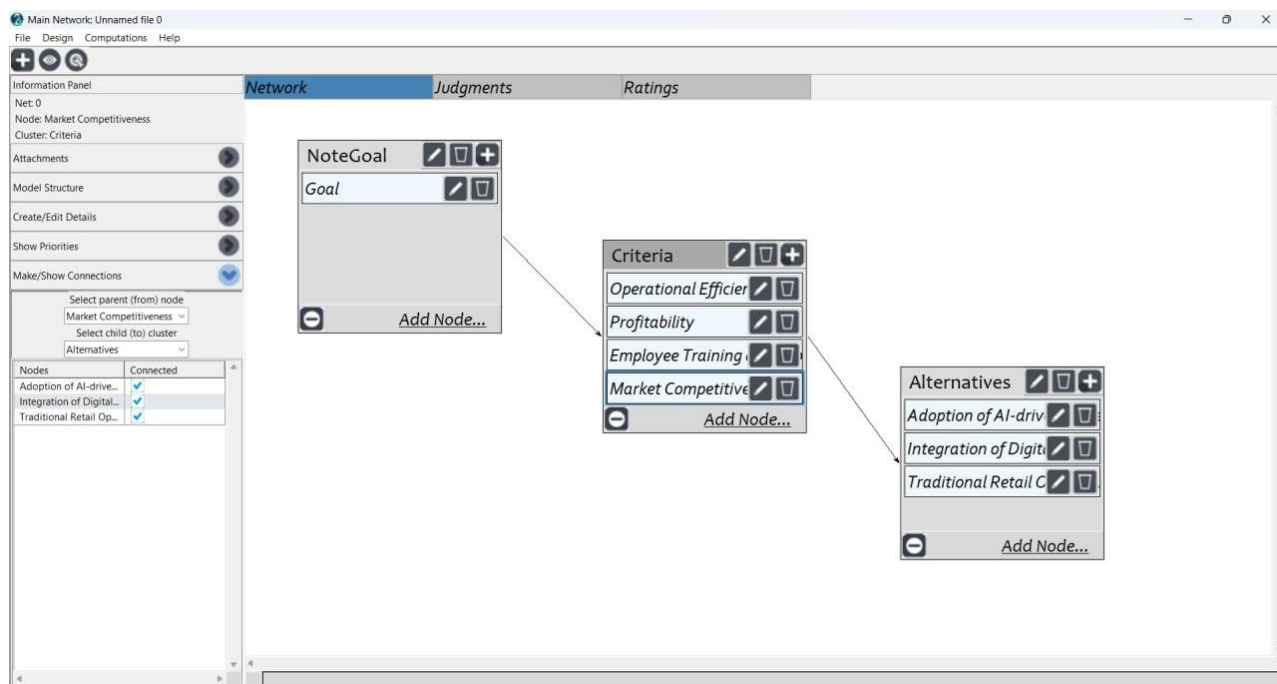 Main Network: Unnamed file 0
File Design Computations Help
Information Panel
Net: 0
Node: Market Competitiveness
Cluster: Criteria
Attachments
Model Structure
Create/Edit Details
Show Priorities
Make/Show Connections
Select parent (from) node
Market Competitiveness
Select child (to) cluster
Alternatives
Nodes Connected
Adoption of AI-drive...
Integration of Digital...
Traditional Retail Op...
Network Judgments Ratings
NoteGoal
Goal
Add Node...
Criteria
Operational Efficien
Profitability
Employee Training
Market Competitive
Add Node...
Alternatives
Adoption of AI-driv
Integration of Digit
Traditional Retail
Add Node...